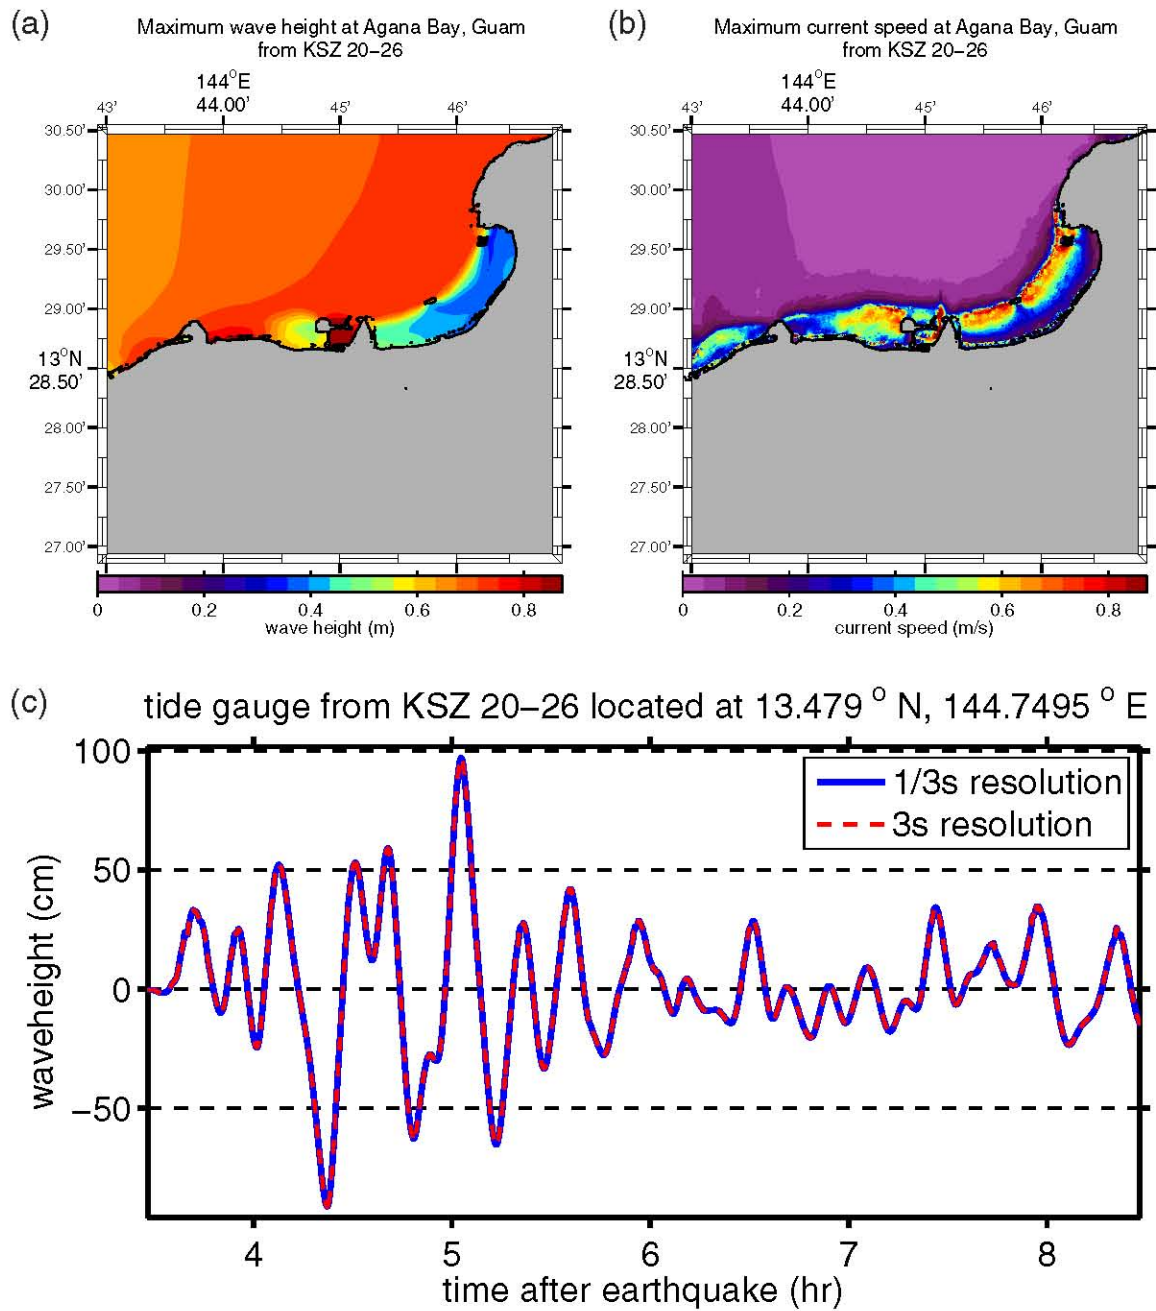 (a)
Maximum wave height at Agana Bay, Guam
from KSZ 20-26
144°E
43' 44.00' 45' 46'
30.50'
30.00'
29.50'
29.00'
13°N
28.50'
28.00'
27.50'
27.00'
0 0.2 0.4 0.6 0.8
wave height (m)
(b)
Maximum current speed at Agana Bay, Guam
from KSZ 20-26
144°E
43' 44.00' 45' 46'
30.50'
30.00'
29.50'
29.00'
13°N
28.50'
28.00'
27.50'
27.00'
0 0.2 0.4 0.6 0.8
current speed (m/s)
(c)
tide gauge from KSZ 20-26 located at 13.479 ° N, 144.7495 ° E
100
50
0
-50
waveheight (cm)
1/3s resolution
3s resolution
4 5 6 7 8
time after earthquake (hr)